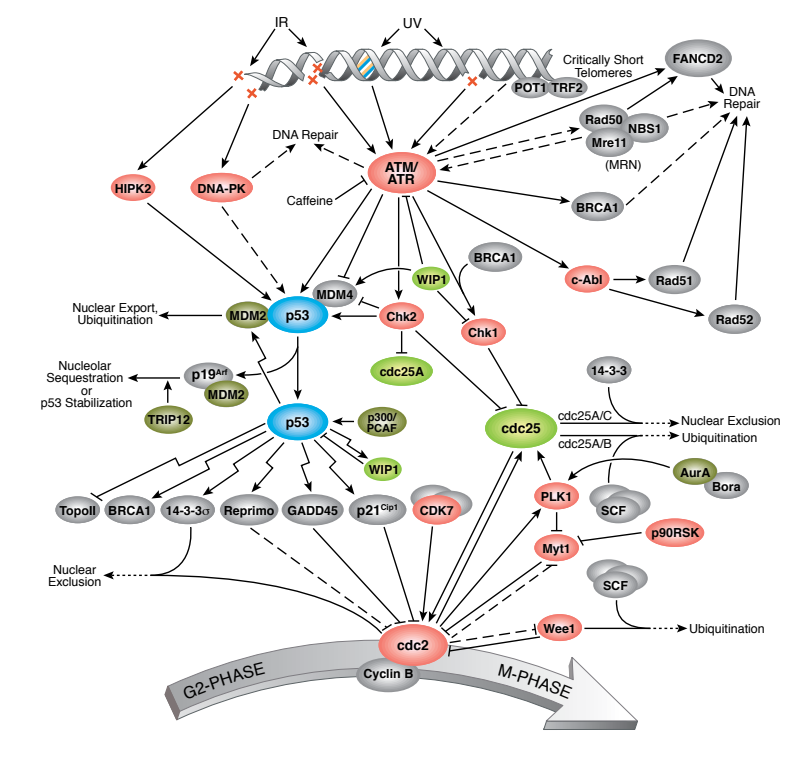 IR
UV
Critically Short
Telomeres
FANCD2
POT1
TRF2
DNA
Repair
Rad50
NBS1
Mre11
(MRN)
DNA Repair
ATM/
ATR
HIPK2
DNA-PK
Caffeine
BRCA1
BRCA1
WIP1
c-Abl
Rad51
MDM4
Nuclear Export,
Ubiquitination
MDM2
p53
Chk2
Chk1
Rad52
Nucleolar
Sequestration
or
p53 Stabilization
p19Arf
MDM2
cdc25A
14-3-3
TRIP12
p53
p300/
PCAF
cdc25
cdc25A/C
Nuclear Exclusion
cdc25A/B
Ubiquitination
WIP1
AurA
Bora
TopoII
BRCA1
14-3-3σ
Reprimo
GADD45
p21Cip1
CDK7
PLK1
SCF
p90RSK
Myt1
Nuclear
Exclusion
SCF
Wee1
Ubiquitination
cdc2
Cyclin B
G2-PHASE
M-PHASE